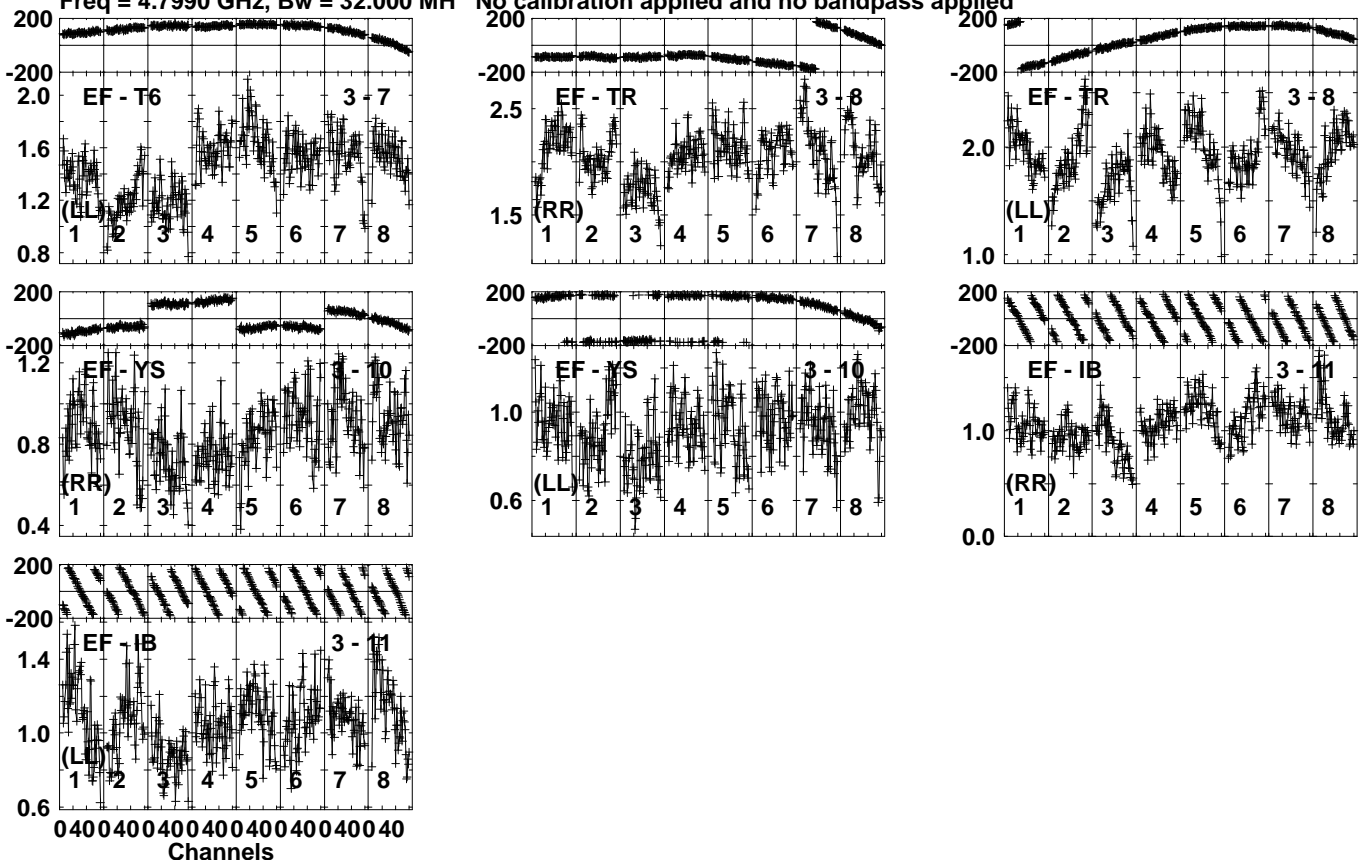 Freq = 4.7990 GHz, Bw = 32.000 MH No calibration applied and no bandpass applied
200
-200
2.0
1.6
1.2
0.8
EF - T6 3 - 7
(LL)
1 2 3 4 5 6 7 8
200
-200
2.5
1.5
EF - TR 3 - 8
(RR)
1 2 3 4 5 6 7 8
200
-200
2.0
1.0
EF - TR 3 - 8
(LL)
1 2 3 4 5 6 7 8
200
-200
1.2
0.8
0.4
EF - YS 3 - 10
(RR)
1 2 3 4 5 6 7 8
200
-200
1.0
0.6
EF - YS 3 - 10
(LL)
1 2 3 4 5 6 7 8
200
-200
1.0
0.0
EF - IB 3 - 11
(RR)
1 2 3 4 5 6 7 8
200
-200
1.4
1.0
0.6
EF - IB 3 - 11
(LL)
1 2 3 4 5 6 7 8
0 40 0 40 0 40 0 40 0 40 0 40 0 40 0 40
Channels